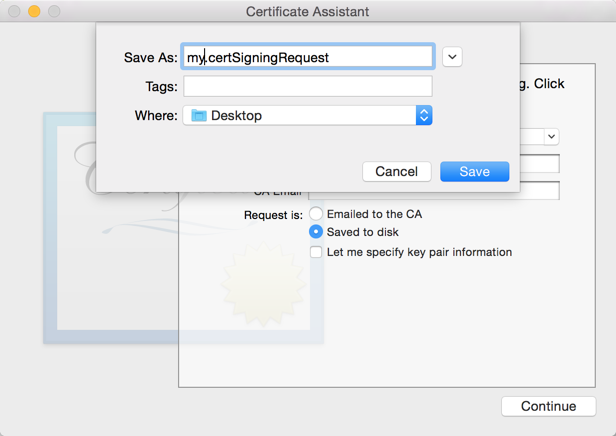 Certificate Assistant
Save As: my.certSigningRequest
Tags:
Where: Desktop
g. Click
Cancel Save
CA Email
Request is: Emailed to the CA
Saved to disk
Let me specify key pair information
Continue